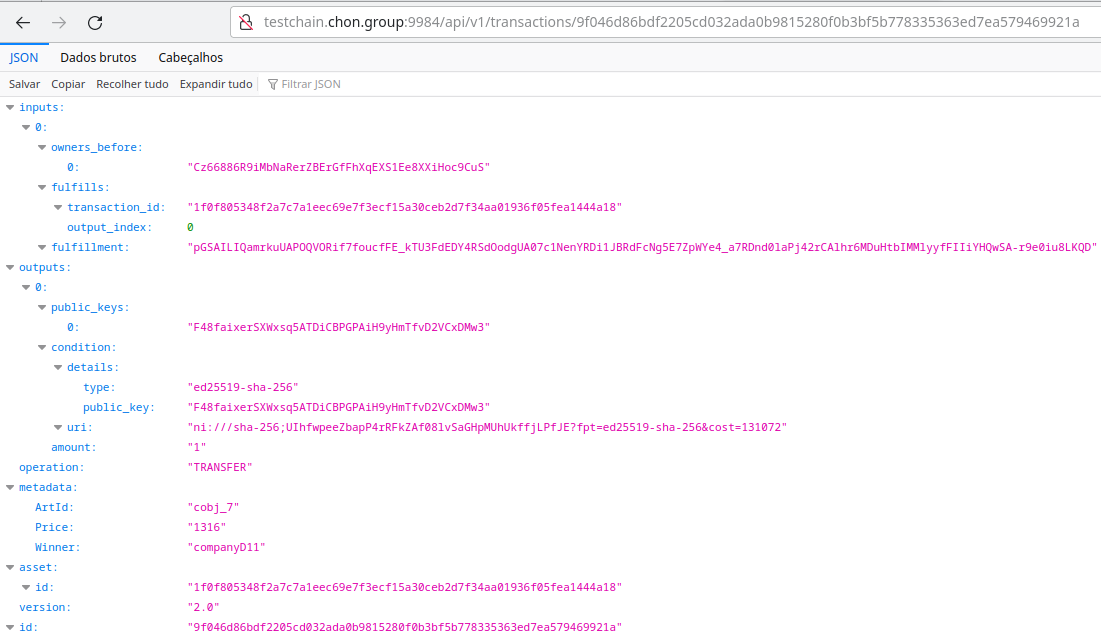 testchain.chon.group:9984/api/v1/transactions/9f046d86bdf2205cd032ada0b9815280f0b3bf5b778335363ed7ea579469921a
JSON Dados brutos Cabeçalhos
Salvar Copiar Recolher tudo Expandir tudo Filtrar JSON
inputs:
0:
owners_before:
0: "Cz66886R9iMbNaRerZBErGfFhXqEXS1Ee8XXiHoc9CuS"
fulfills:
transaction_id: "1f0f805348f2a7c7a1eec69e7f3ecf15a30ceb2d7f34aa01936f05fea1444a18"
output_index: 0
fulfillment: "pGSAILIQamrkuUAPOQVORif7foucfFE_kTU3FdEDY4RSdOodgUA07c1NenYRDi1JBRdFcNg5E7ZpWYe4_a7RDnd0laPj42rCAlhr6MDuHtbIMMlyyfFIIiYHQwSA-r9e0iu8LKQD"
outputs:
0:
public_keys:
0: "F48faixerSXWxsq5ATDiCBPGPAiH9yHmTfvD2VCxDMw3"
condition:
details:
type: "ed25519-sha-256"
public_key: "F48faixerSXWxsq5ATDiCBPGPAiH9yHmTfvD2VCxDMw3"
uri: "ni:///sha-256;UIhfwpeeZbapP4rRFkZAf08lvSaGHpMUhUkffjLPfJE?fpt=ed25519-sha-256&cost=131072"
amount: "1"
operation: "TRANSFER"
metadata:
ArtId: "cobj_7"
Price: "1316"
Winner: "companyD11"
asset:
id: "1f0f805348f2a7c7a1eec69e7f3ecf15a30ceb2d7f34aa01936f05fea1444a18"
version: "2.0"
id: "9f046d86bdf2205cd032ada0b9815280f0b3bf5b778335363ed7ea579469921a"